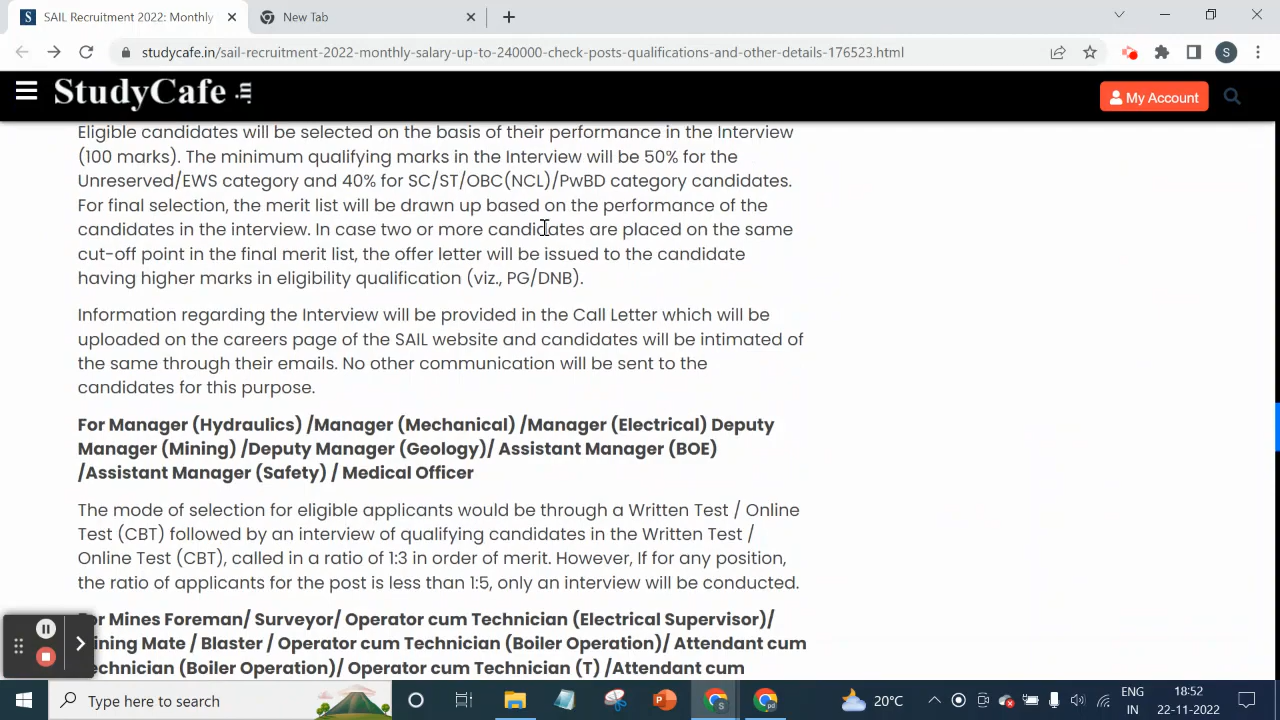 SAIL Recruitment 2022: Monthly
New Tab
studycafe.in/sail-recruitment-2022-monthly-salary-up-to-240000-check-posts-qualifications-and-other-details-176523.html
S
StudyCafe .in
My Account
Eligible candidates will be selected on the basis of their performance in the Interview
(100 marks). The minimum qualifying marks in the Interview will be 50% for the
Unreserved/EWS category and 40% for SC/ST/OBC(NCL)/PwBD category candidates.
For final selection, the merit list will be drawn up based on the performance of the
candidates in the interview. In case two or more candidates are placed on the same
cut-off point in the final merit list, the offer letter will be issued to the candidate
having higher marks in eligibility qualification (viz., PG/DNB).
Information regarding the Interview will be provided in the Call Letter which will be
uploaded on the careers page of the SAIL website and candidates will be intimated of
the same through their emails. No other communication will be sent to the
candidates for this purpose.
For Manager (Hydraulics) /Manager (Mechanical) /Manager (Electrical) Deputy
Manager (Mining) /Deputy Manager (Geology)/ Assistant Manager (BOE)
/Assistant Manager (Safety) / Medical Officer
The mode of selection for eligible applicants would be through a Written Test / Online
Test (CBT) followed by an interview of qualifying candidates in the Written Test /
Online Test (CBT), called in a ratio of 1:3 in order of merit. However, If for any position,
the ratio of applicants for the post is less than 1:5, only an interview will be conducted.
Mines Foreman/ Surveyor/ Operator cum Technician (Electrical Supervisor)/
Mate / Blaster / Operator cum Technician (Boiler Operation)/ Attendant cum
(Boiler Operation)/ Operator cum Technician (T) /Attendant cum
Type here to search
20°C
ENG
IN
18:52
22-11-2022